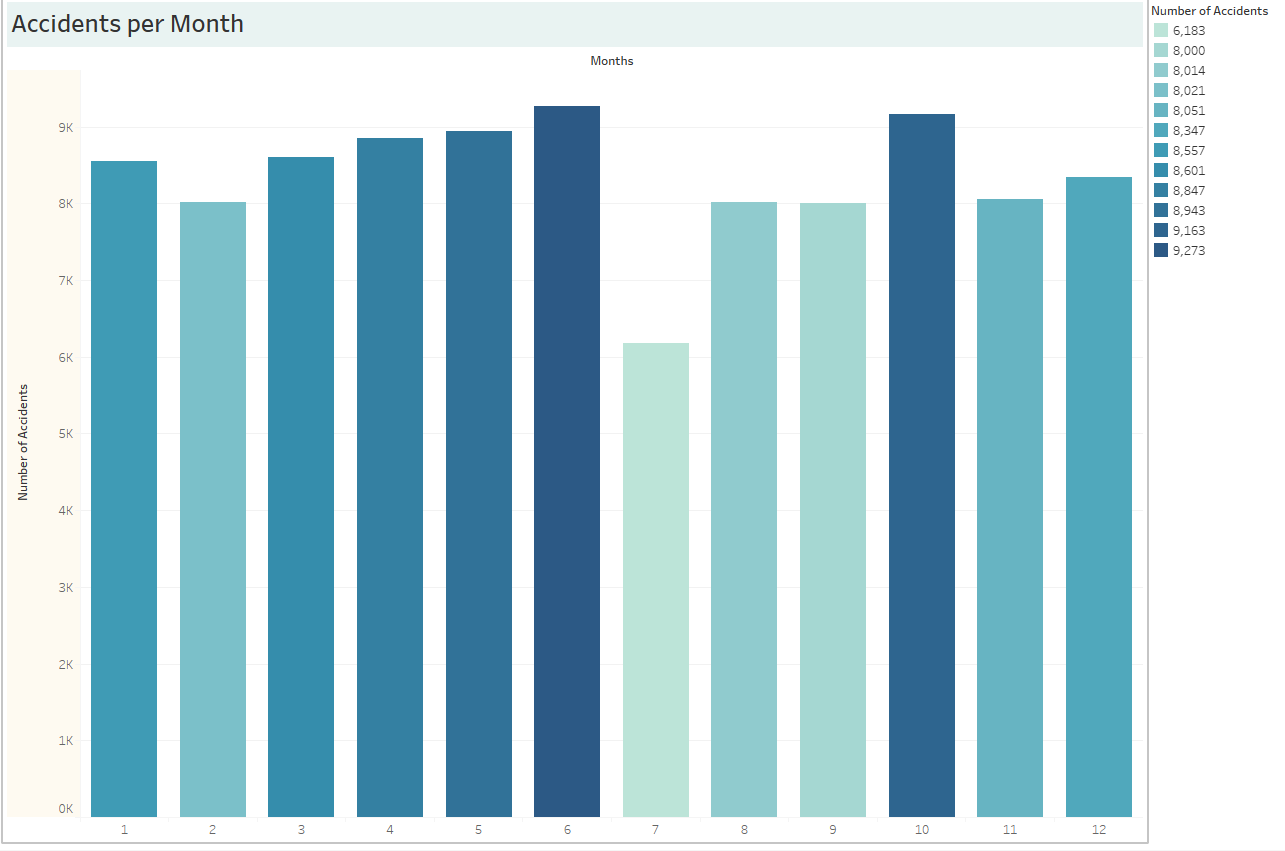 Accidents per Month
Months
Number of Accidents
9K
8K
7K
6K
5K
4K
3K
2K
1K
0K
1 2 3 4 5 6 7 8 9 10 11 12
Number of Accidents
6,183
8,000
8,014
8,021
8,051
8,347
8,557
8,601
8,847
8,943
9,163
9,273